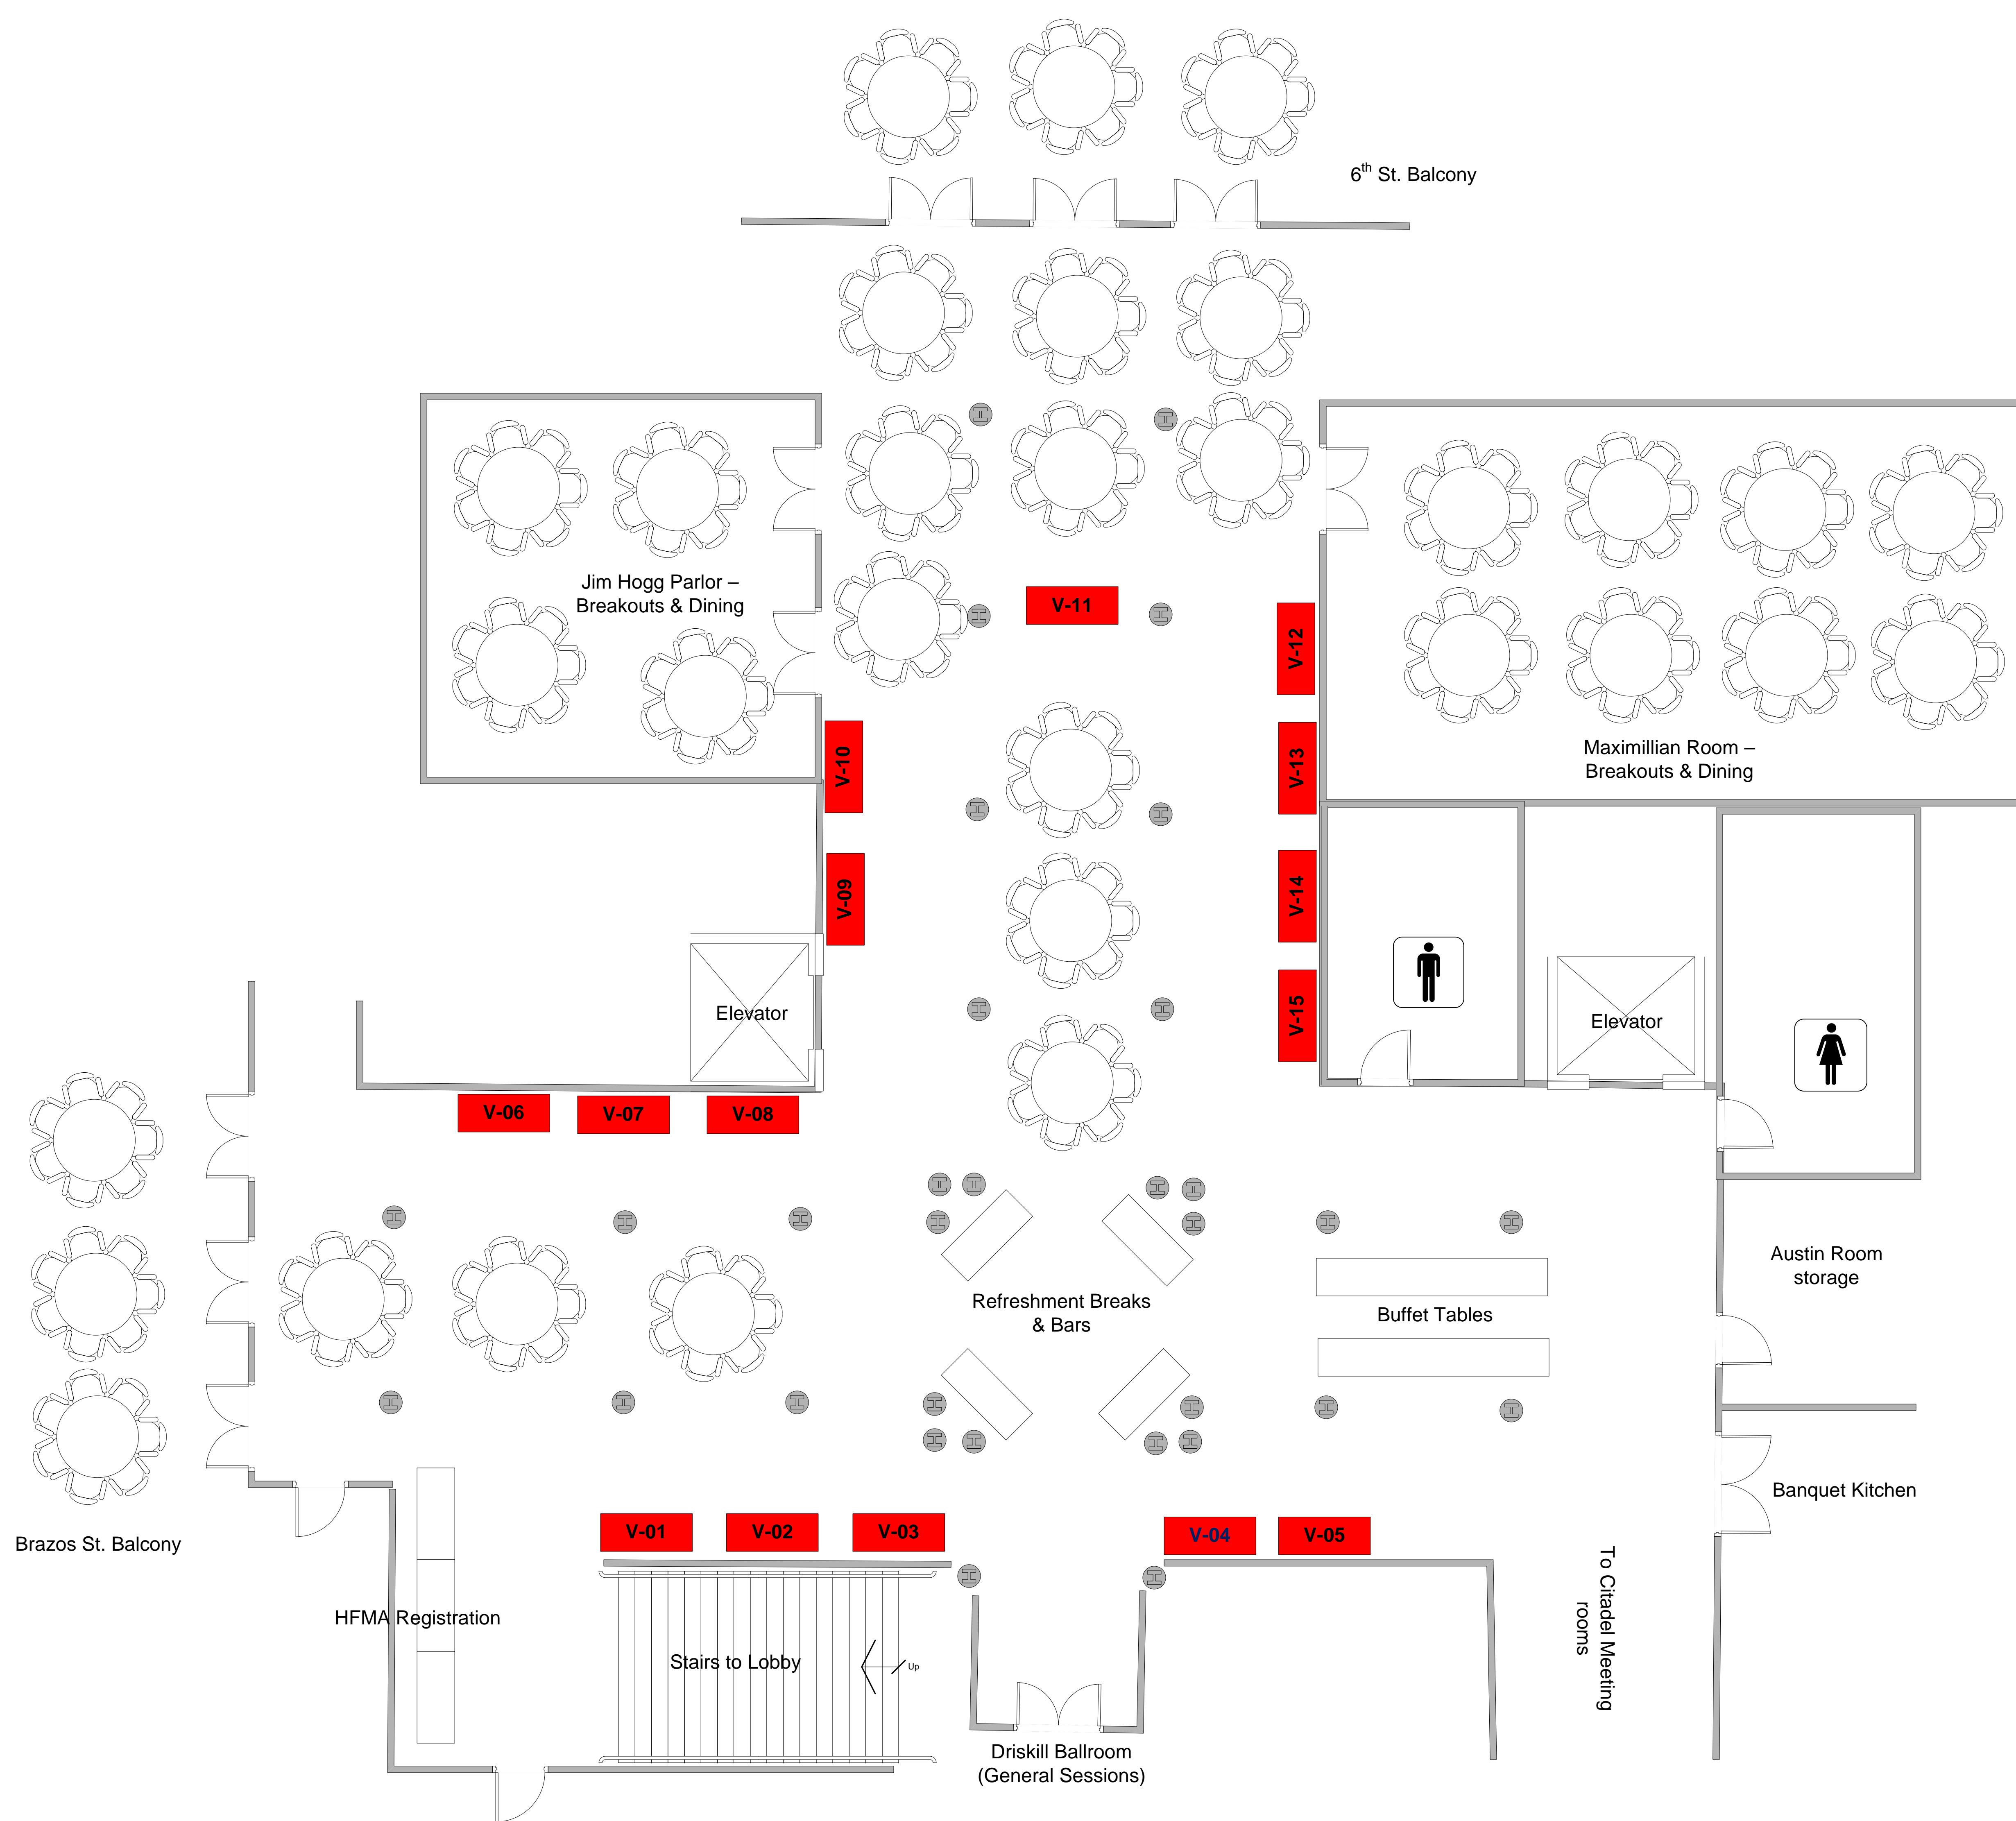 6th St. Balcony
Jim Hogg Parlor –
Breakouts & Dining
V-11
V-12
V-10
V-13
Maximillian Room –
Breakouts & Dining
V-09
V-14
V-15
Elevator
Elevator
V-06
V-07
V-08
Austin Room
storage
Refreshment Breaks
& Bars
Buffet Tables
Banquet Kitchen
Brazos St. Balcony
V-01
V-02
V-03
V-04
V-05
HFMA Registration
Stairs to Lobby
Up
To Citadel Meeting
rooms
Driskill Ballroom
(General Sessions)